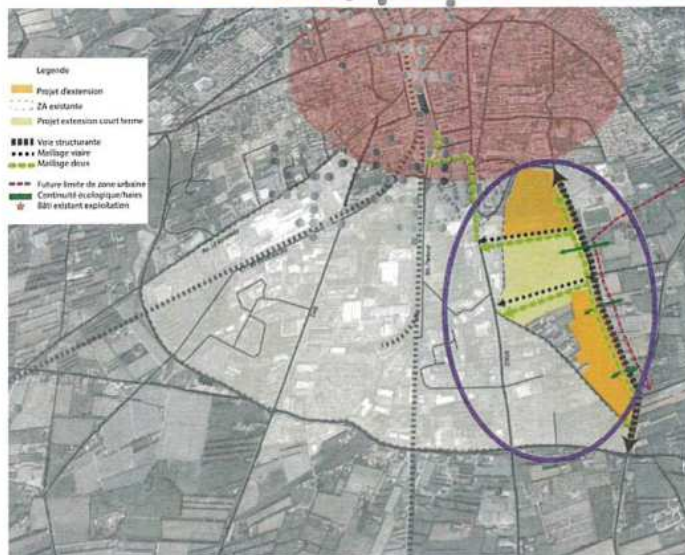 Legende
Projet d'extension
ZA existante
Projet extension court terme
Voie structurante
Maillage viaire
Maillage doux
Future limite de zone urbaine
Continuité écologique/haies
Bâti existant exploitation